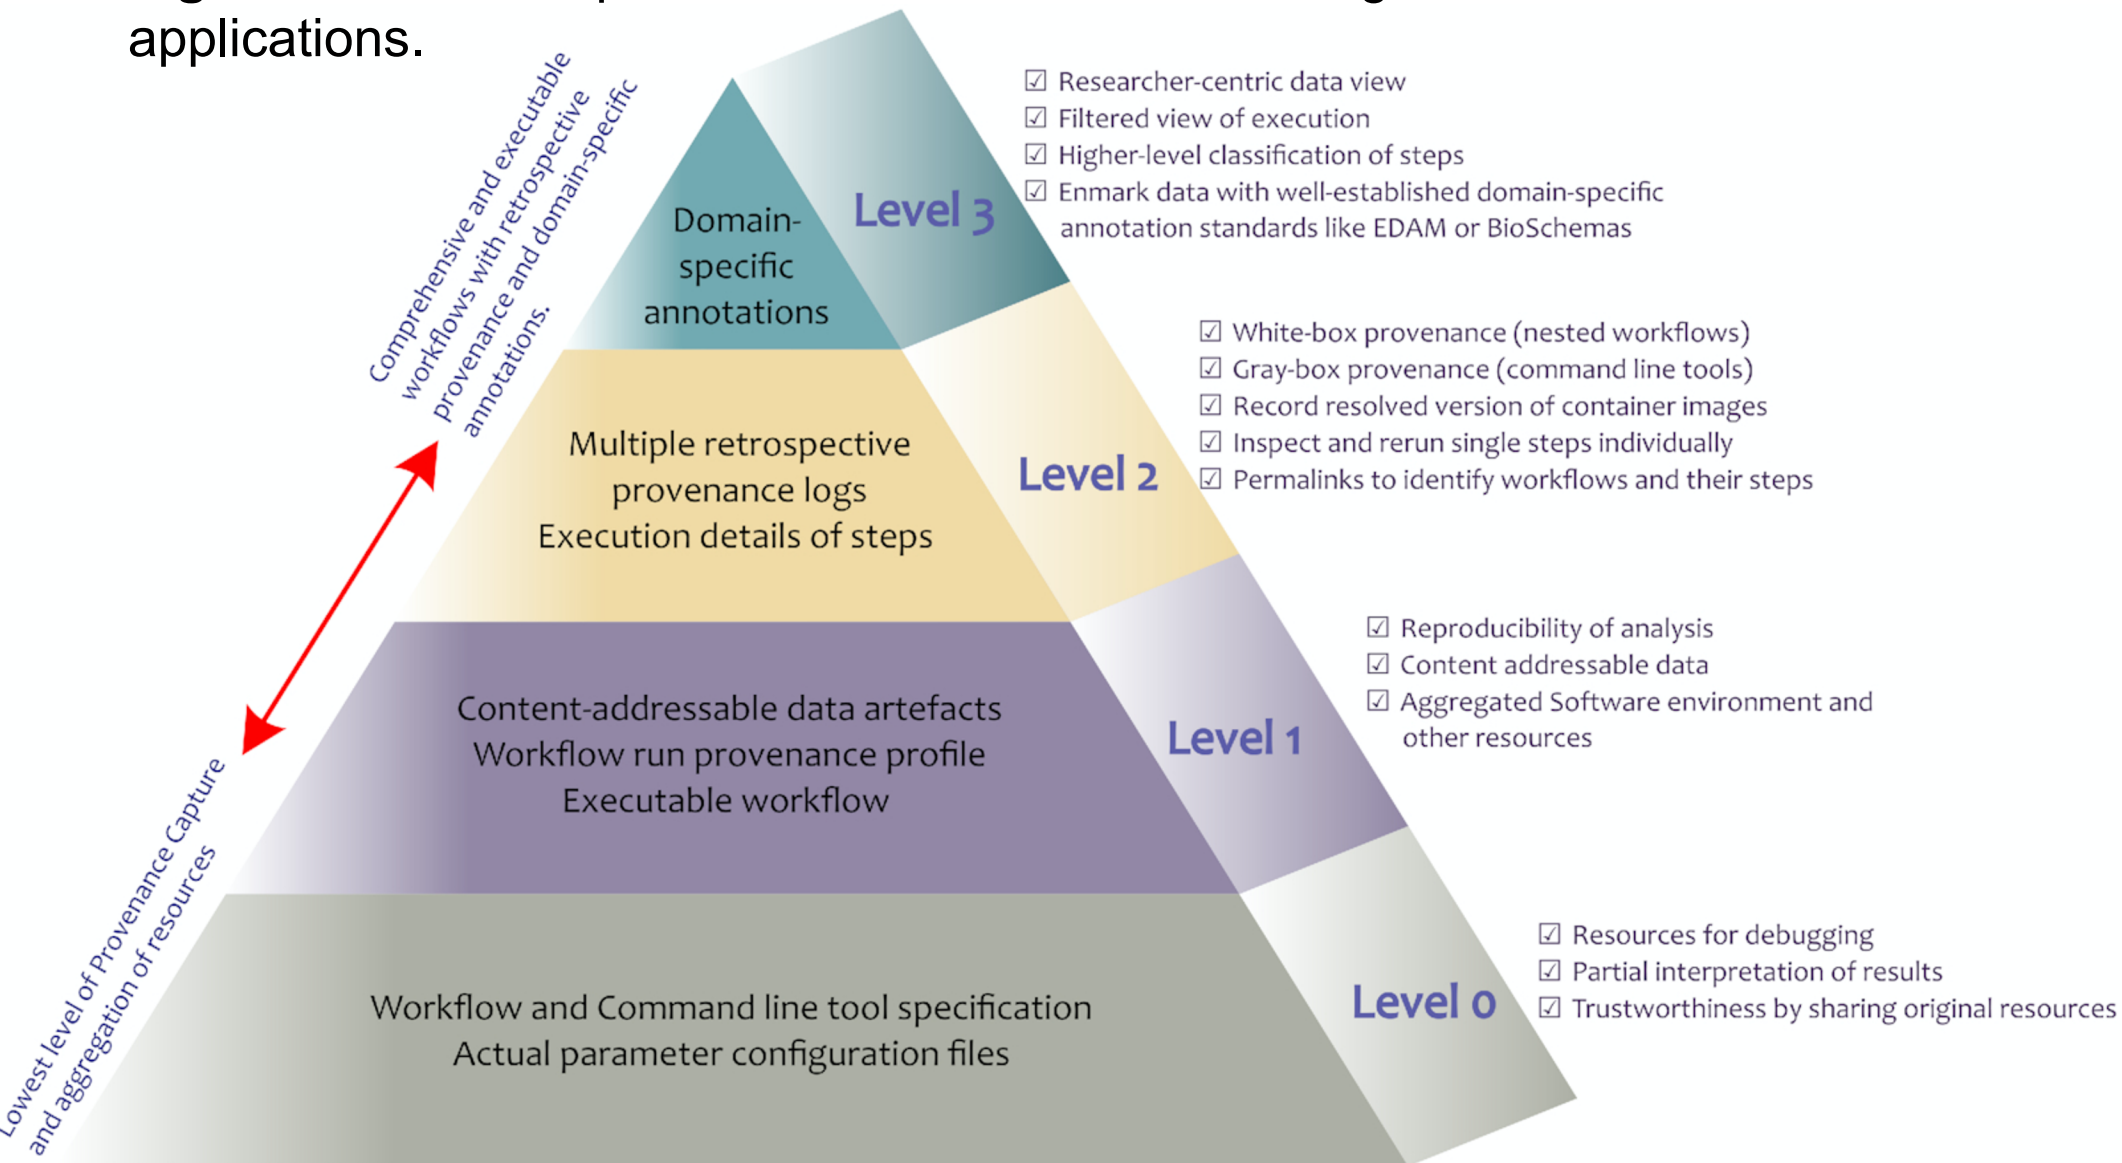 applications.
Comprehensive and executable
workflows with retrospective
provenance and domain-specific
annotations.
Domain-
specific
annotations
Level 3
☑ Researcher-centric data view
☑ Filtered view of execution
☑ Higher-level classification of steps
☑ Enmark data with well-established domain-specific
annotation standards like EDAM or BioSchemas
Multiple retrospective
provenance logs
Execution details of steps
Level 2
☑ White-box provenance (nested workflows)
☑ Gray-box provenance (command line tools)
☑ Record resolved version of container images
☑ Inspect and rerun single steps individually
☑ Permalinks to identify workflows and their steps
Content-addressable data artefacts
Workflow run provenance profile
Executable workflow
Level 1
☑ Reproducibility of analysis
☑ Content addressable data
☑ Aggregated Software environment and
other resources
Lowest level of Provenance Capture
and aggregation of resources
Workflow and Command line tool specification
Actual parameter configuration files
Level 0
☑ Resources for debugging
☑ Partial interpretation of results
☑ Trustworthiness by sharing original resources